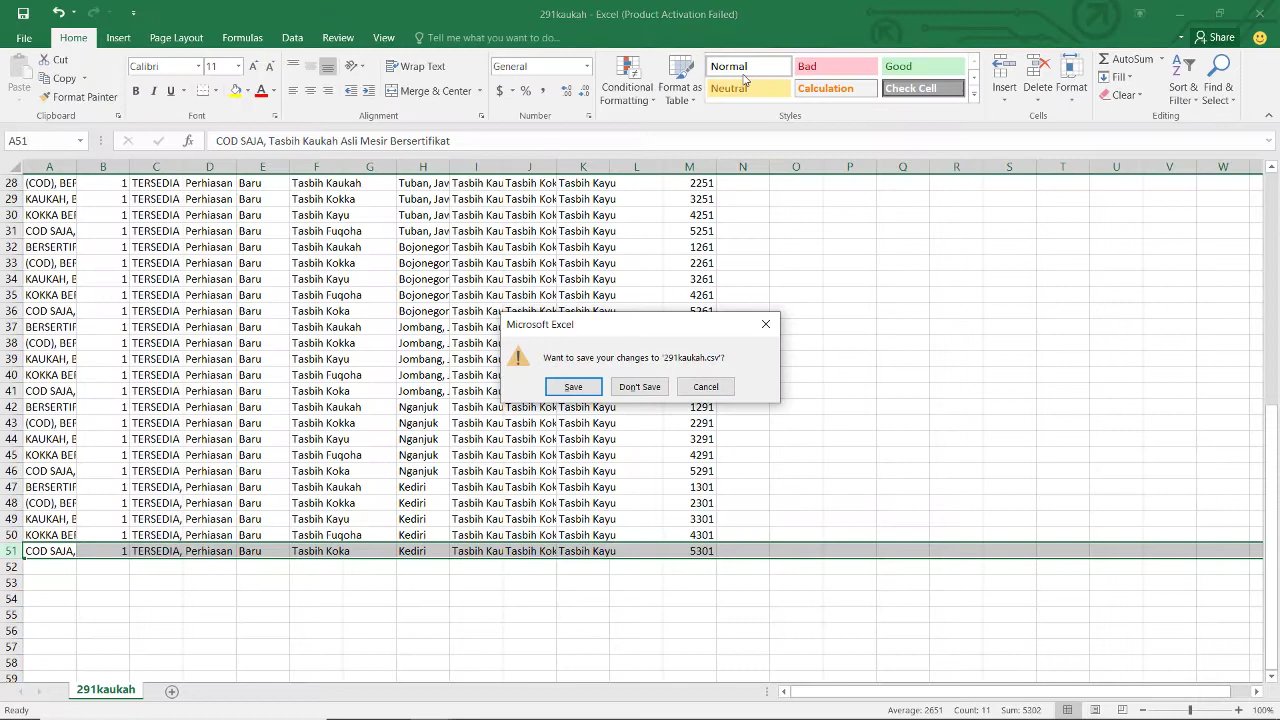 291kaukah - Excel (Product Activation Failed)
File Home Insert Page Layout Formulas Data Review View Tell me what you want to do... Share
Paste Cut Copy Format Painter Clipboard
Calibri 11 B I U Font
Wrap Text Merge & Center Alignment
General $ % , Number
Conditional Formatting Format as Table Normal Bad Good Neutral Calculation Check Cell Styles
Insert Delete Format Cells
AutoSum Fill Clear Sort & Filter Find & Select Editing
A51 fx COD SAJA, Tasbih Kaukah Asli Mesir Bersertifikat
A B C D E F G H I J K L M N O P Q R S T U V W
28 (COD), BER 1 TERSEDIA Perhiasan Baru Tasbih Kaukah Tuban, Jaw Tasbih Kau Tasbih Kok Tasbih Kayu 2251
29 KAUKAH, B 1 TERSEDIA Perhiasan Baru Tasbih Kokka Tuban, Jaw Tasbih Kau Tasbih Kok Tasbih Kayu 3251
30 KOKKA BER 1 TERSEDIA Perhiasan Baru Tasbih Kayu Tuban, Jaw Tasbih Kau Tasbih Kok Tasbih Kayu 4251
31 COD SAJA, 1 TERSEDIA Perhiasan Baru Tasbih Fuqoha Tuban, Jaw Tasbih Kau Tasbih Kok Tasbih Kayu 5251
32 BERSERTIF 1 TERSEDIA Perhiasan Baru Tasbih Kaukah Bojonegor Tasbih Kau Tasbih Kok Tasbih Kayu 1261
33 (COD), BER 1 TERSEDIA Perhiasan Baru Tasbih Kokka Bojonegor Tasbih Kau Tasbih Kok Tasbih Kayu 2261
34 KAUKAH, B 1 TERSEDIA Perhiasan Baru Tasbih Kayu Bojonegor Tasbih Kau Tasbih Kok Tasbih Kayu 3261
35 KOKKA BER 1 TERSEDIA Perhiasan Baru Tasbih Fuqoha Bojonegor Tasbih Kau Tasbih Kok Tasbih Kayu 4261
36 COD SAJA, 1 TERSEDIA Perhiasan Baru Tasbih Koka Bojonegor 5261
37 BERSERTIF 1 TERSEDIA, Perhiasan Baru Tasbih Kaukah Jombang,
38 (COD), BER 1 TERSEDIA, Perhiasan Baru Tasbih Kokka Jombang,
39 KAUKAH, B 1 TERSEDIA, Perhiasan Baru Tasbih Kayu Jombang,
40 KOKKA BER 1 TERSEDIA, Perhiasan Baru Tasbih Fuqoha Jombang,
41 COD SAJA, 1 TERSEDIA, Perhiasan Baru Tasbih Koka Jombang,
Microsoft Excel
Want to save your changes to '291kaukah.csv'?
Save Don't Save Cancel
42 BERSERTIF 1 TERSEDIA, Perhiasan Baru Tasbih Kaukah Nganjuk Tasbih Kau Tasbih Kok Tasbih Kayu 1291
43 (COD), BER 1 TERSEDIA, Perhiasan Baru Tasbih Kokka Nganjuk Tasbih Kau Tasbih Kok Tasbih Kayu 2291
44 KAUKAH, B 1 TERSEDIA, Perhiasan Baru Tasbih Kayu Nganjuk Tasbih Kau Tasbih Kok Tasbih Kayu 3291
45 KOKKA BER 1 TERSEDIA, Perhiasan Baru Tasbih Fuqoha Nganjuk Tasbih Kau Tasbih Kok Tasbih Kayu 4291
46 COD SAJA, 1 TERSEDIA, Perhiasan Baru Tasbih Koka Nganjuk Tasbih Kau Tasbih Kok Tasbih Kayu 5291
47 BERSERTIF 1 TERSEDIA, Perhiasan Baru Tasbih Kaukah Kediri Tasbih Kau Tasbih Kok Tasbih Kayu 1301
48 (COD), BER 1 TERSEDIA, Perhiasan Baru Tasbih Kokka Kediri Tasbih Kau Tasbih Kok Tasbih Kayu 2301
49 KAUKAH, B 1 TERSEDIA, Perhiasan Baru Tasbih Kayu Kediri Tasbih Kau Tasbih Kok Tasbih Kayu 3301
50 KOKKA BER 1 TERSEDIA, Perhiasan Baru Tasbih Fuqoha Kediri Tasbih Kau Tasbih Kok Tasbih Kayu 4301
51 COD SAJA, 1 TERSEDIA, Perhiasan Baru Tasbih Koka Kediri Tasbih Kau Tasbih Kok Tasbih Kayu 5301
52
53
54
55
56
57
58
59
291kaukah
Ready Average: 2651 Count: 11 Sum: 5302 100%